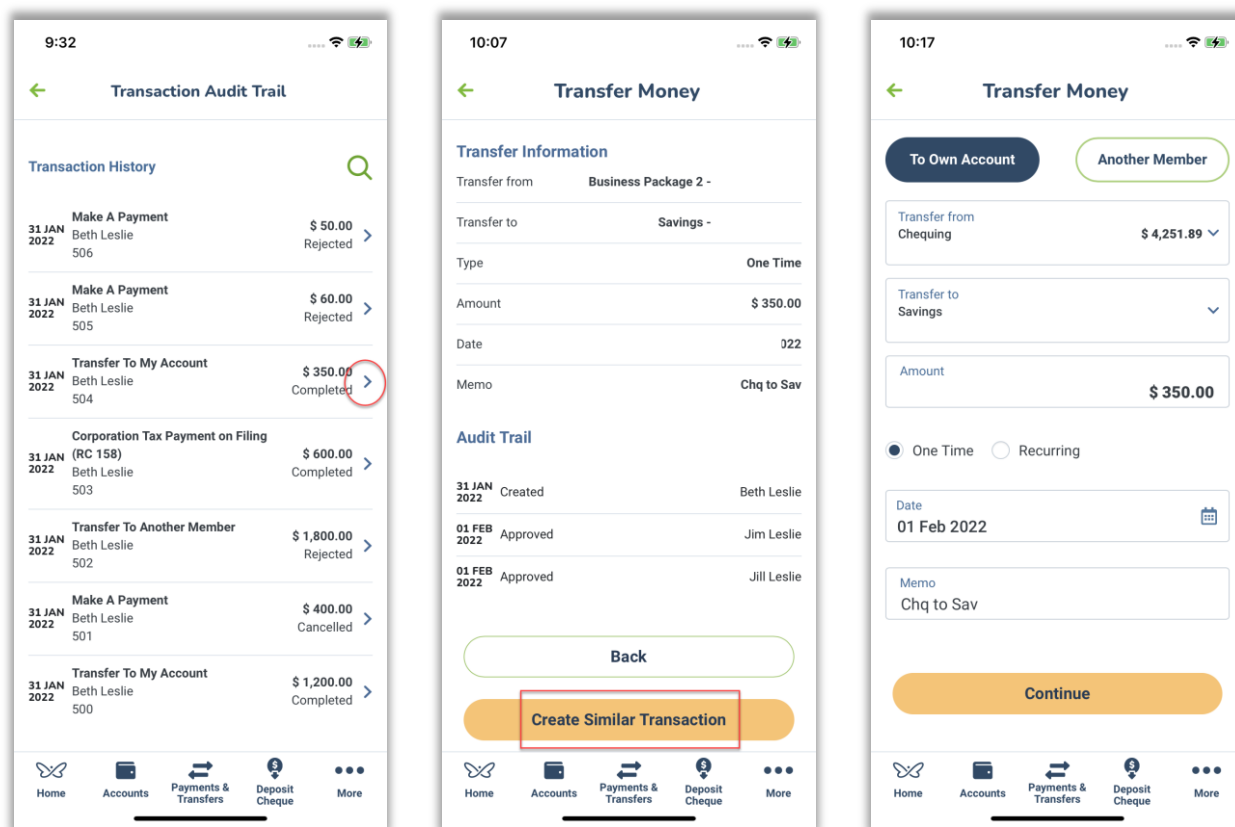 9:32
Transaction Audit Trail
Transaction History
31 JAN 2022 Make A Payment $ 50.00
Beth Leslie Rejected
506
31 JAN 2022 Make A Payment $ 60.00
Beth Leslie Rejected
505
31 JAN 2022 Transfer To My Account $ 350.00
Beth Leslie Completed
504
31 JAN 2022 Corporation Tax Payment on Filing
(RC 158) $ 600.00
Beth Leslie Completed
503
31 JAN 2022 Transfer To Another Member $ 1,800.00
Beth Leslie Rejected
502
31 JAN 2022 Make A Payment $ 400.00
Beth Leslie Cancelled
501
31 JAN 2022 Transfer To My Account $ 1,200.00
Beth Leslie Completed
500
Home Accounts Payments & Transfers Deposit Cheque More
10:07
Transfer Money
Transfer Information
Transfer from Business Package 2 -
Transfer to Savings -
Type One Time
Amount $ 350.00
Date 022
Memo Chq to Sav
Audit Trail
31 JAN 2022 Created Beth Leslie
01 FEB 2022 Approved Jim Leslie
01 FEB 2022 Approved Jill Leslie
Back
Create Similar Transaction
Home Accounts Payments & Transfers Deposit Cheque More
10:17
Transfer Money
To Own Account Another Member
Transfer from
Chequing $ 4,251.89
Transfer to
Savings
Amount
$ 350.00
One Time Recurring
Date
01 Feb 2022
Memo
Chq to Sav
Continue
Home Accounts Payments & Transfers Deposit Cheque More